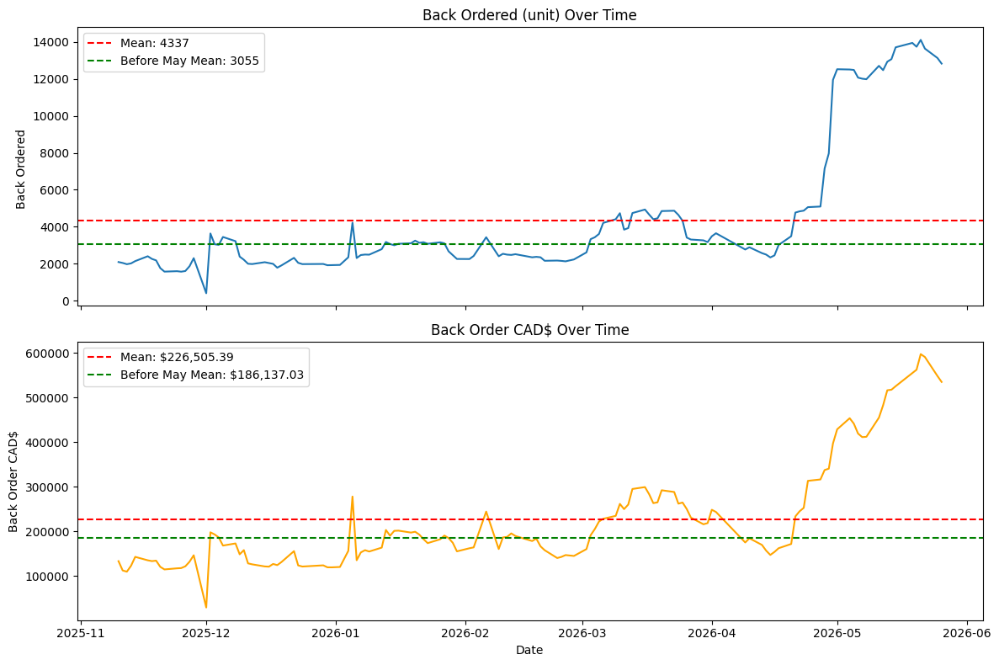 Back Ordered (unit) Over Time
Mean: 4337
Before May Mean: 3055
14000
12000
10000
8000
6000
4000
2000
0
Back Ordered
Back Order CAD$ Over Time
Mean: $226,505.39
Before May Mean: $186,137.03
600000
500000
400000
300000
200000
100000
Back Order CAD$
2025-11 2025-12 2026-01 2026-02 2026-03 2026-04 2026-05 2026-06
Date